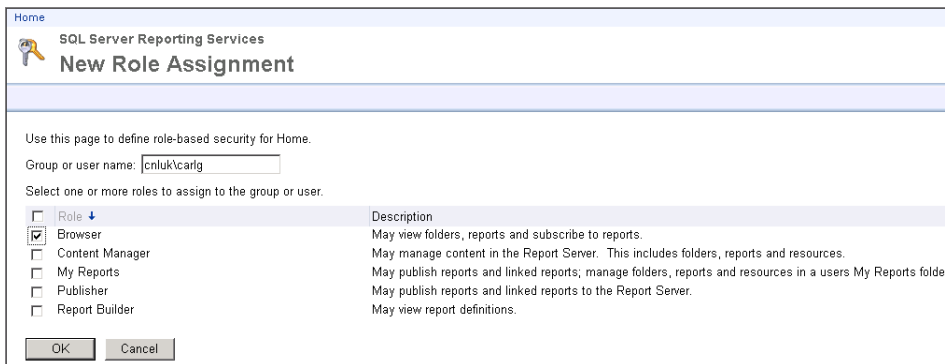 Home
SQL Server Reporting Services
New Role Assignment
Use this page to define role-based security for Home.
Group or user name: cnluk\carlg
Select one or more roles to assign to the group or user.
Role Description
Browser May view folders, reports and subscribe to reports.
Content Manager May manage content in the Report Server. This includes folders, reports and resources.
My Reports May publish reports and linked reports; manage folders, reports and resources in a users My Reports folde
Publisher May publish reports and linked reports to the Report Server.
Report Builder May view report definitions.
OK Cancel